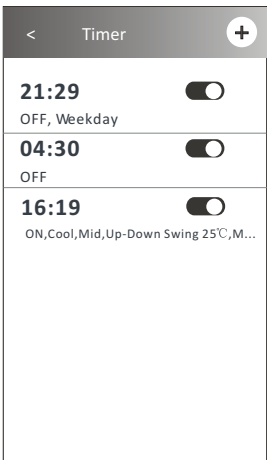 < Timer +
21:29
OFF, Weekday
04:30
OFF
16:19
ON,Cool,Mid,Up-Down Swing 25℃,M...